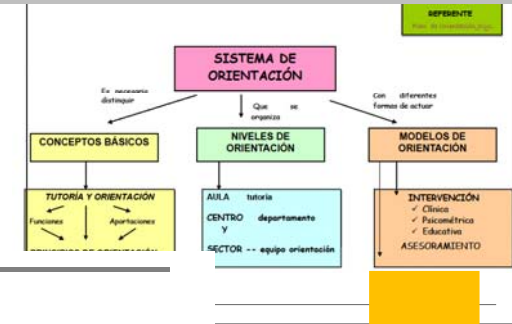 REFERENTE
SISTEMA DE
ORIENTACIÓN
Es necesario
distinguir
Que se
organiza
Con diferentes
formas de actuar
CONCEPTOS BÁSICOS
NIVELES DE
ORIENTACIÓN
MODELOS DE
ORIENTACIÓN
TUTORÍA Y ORIENTACIÓN
Funciones Aportaciones
AULA tutoría
CENTRO departamento
Y
SECTOR -- equipo orientación
INTERVENCIÓN
✓ Clínica
✓ Psicométrica
✓ Educativa
ASESORAMIENTO